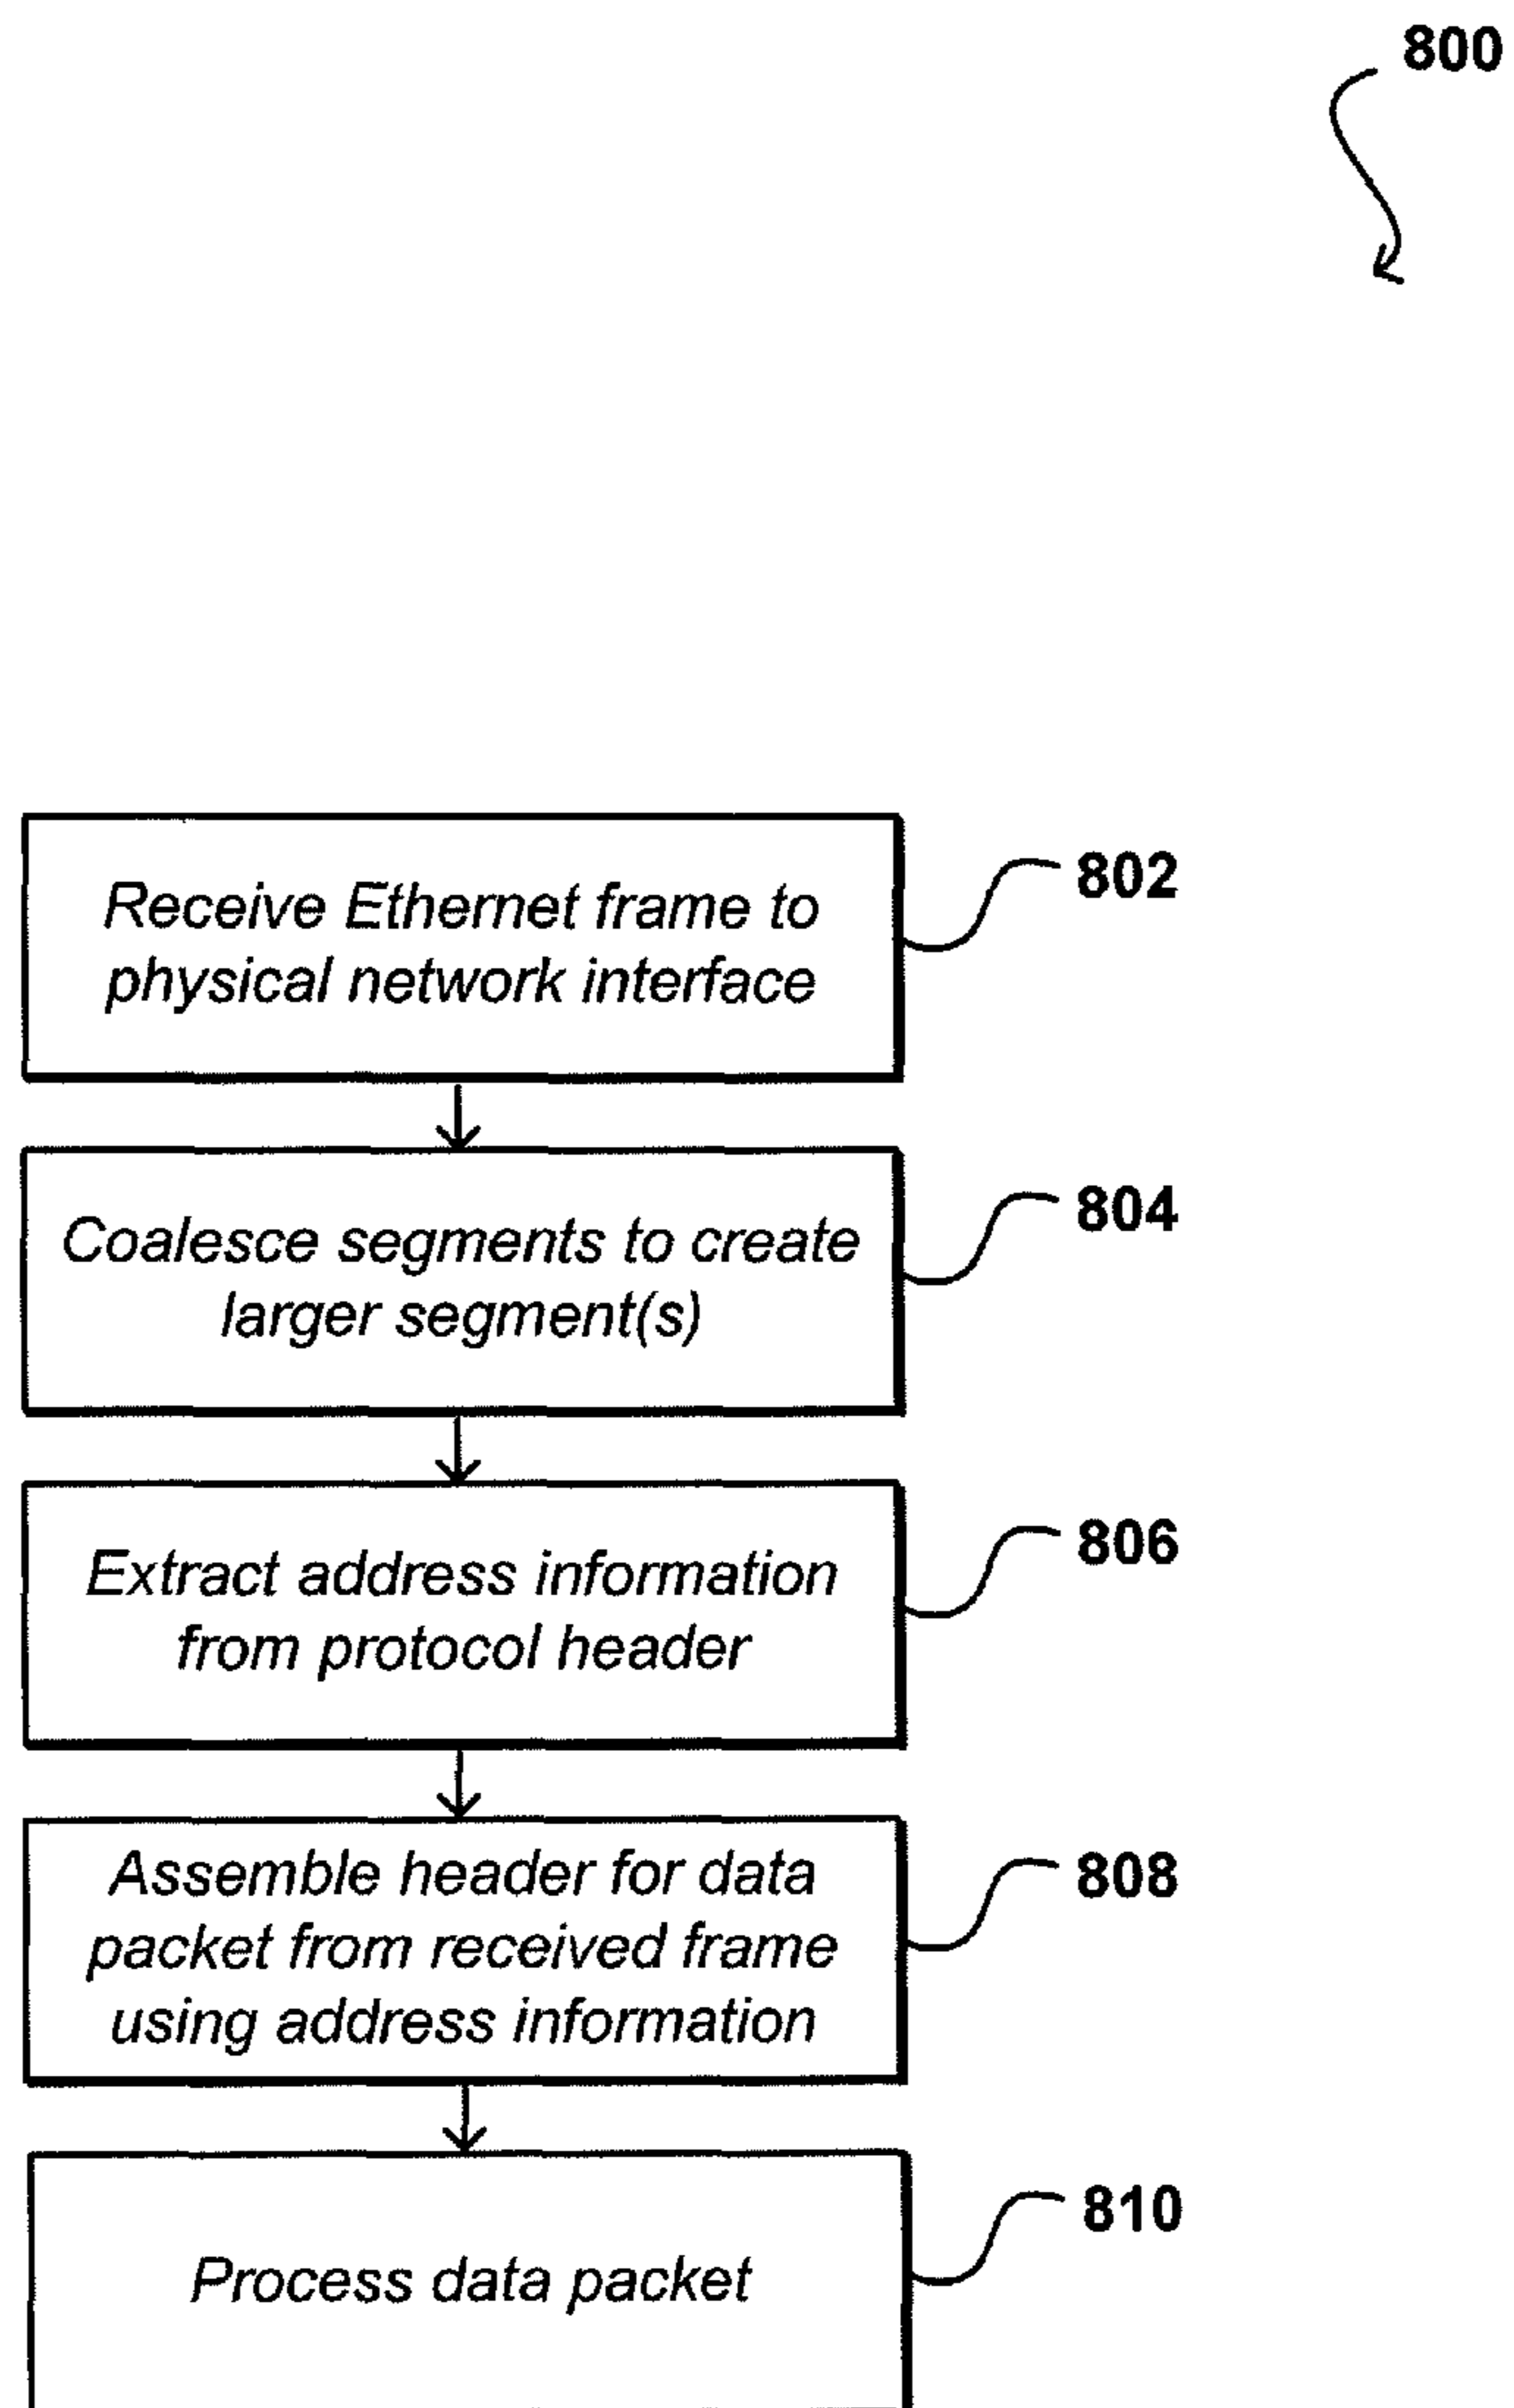 800
Receive Ethernet frame to
physical network interface
802
Coalesce segments to create
larger segment(s)
804
Extract address information
from protocol header
806
Assemble header for data
packet from received frame
using address information
808
Process data packet
810